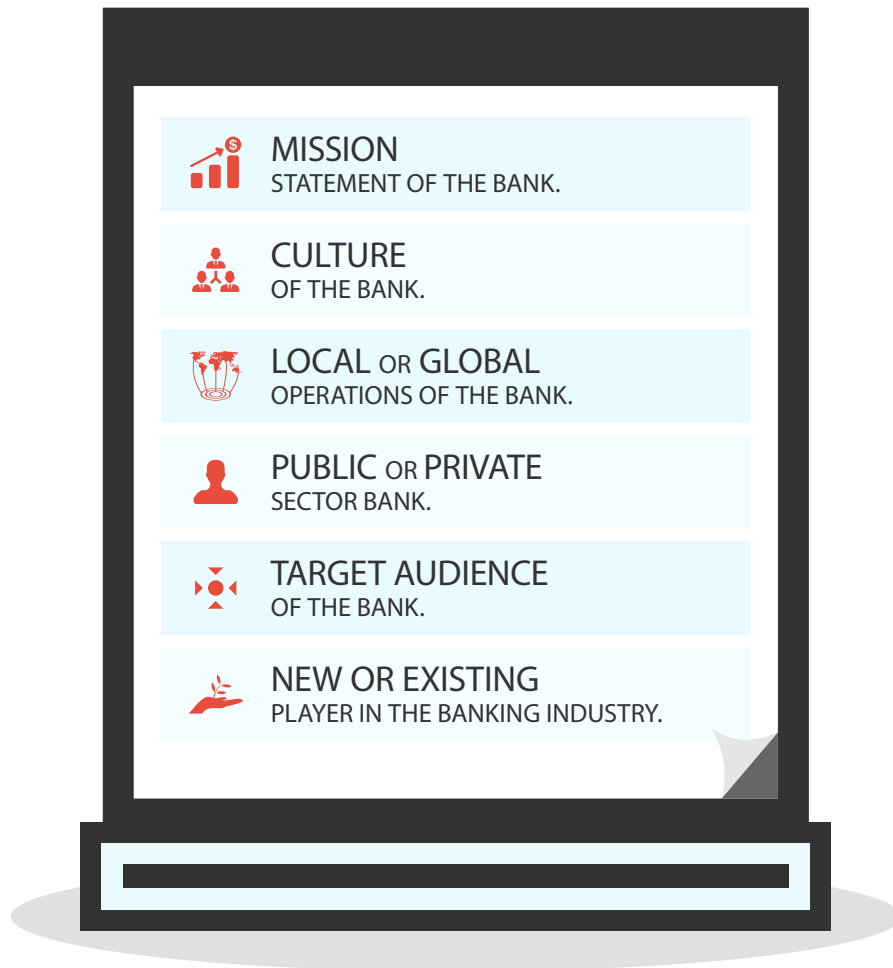 $
MISSION
STATEMENT OF THE BANK.
CULTURE
OF THE BANK.
LOCAL OR GLOBAL
OPERATIONS OF THE BANK.
PUBLIC OR PRIVATE
SECTOR BANK.
TARGET AUDIENCE
OF THE BANK.
NEW OR EXISTING
PLAYER IN THE BANKING INDUSTRY.